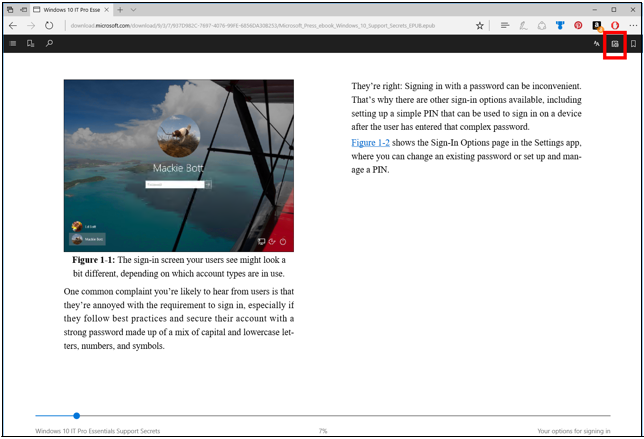 Windows 10 IT Pro Esse
download.microsoft.com/download/
Microsoft_Press_ebook_Windows_10_Support_Secrets_EPUB.epub
Mackie Bott
Password
Ed Bott
Mackie Bott
Figure 1-1: The sign-in screen your users see might look a
bit different, depending on which account types are in use.
One common complaint you’re likely to hear from users is that
they’re annoyed with the requirement to sign in, especially if
they follow best practices and secure their account with a
strong password made up of a mix of capital and lowercase let-
ters, numbers, and symbols.
They’re right: Signing in with a password can be inconvenient.
That’s why there are other sign-in options available, including
setting up a simple PIN that can be used to sign in on a device
after the user has entered that complex password.
Figure 1-2 shows the Sign-In Options page in the Settings app,
where you can change an existing password or set up and man-
age a PIN.
Windows 10 IT Pro Essentials Support Secrets
7%
Your options for signing in